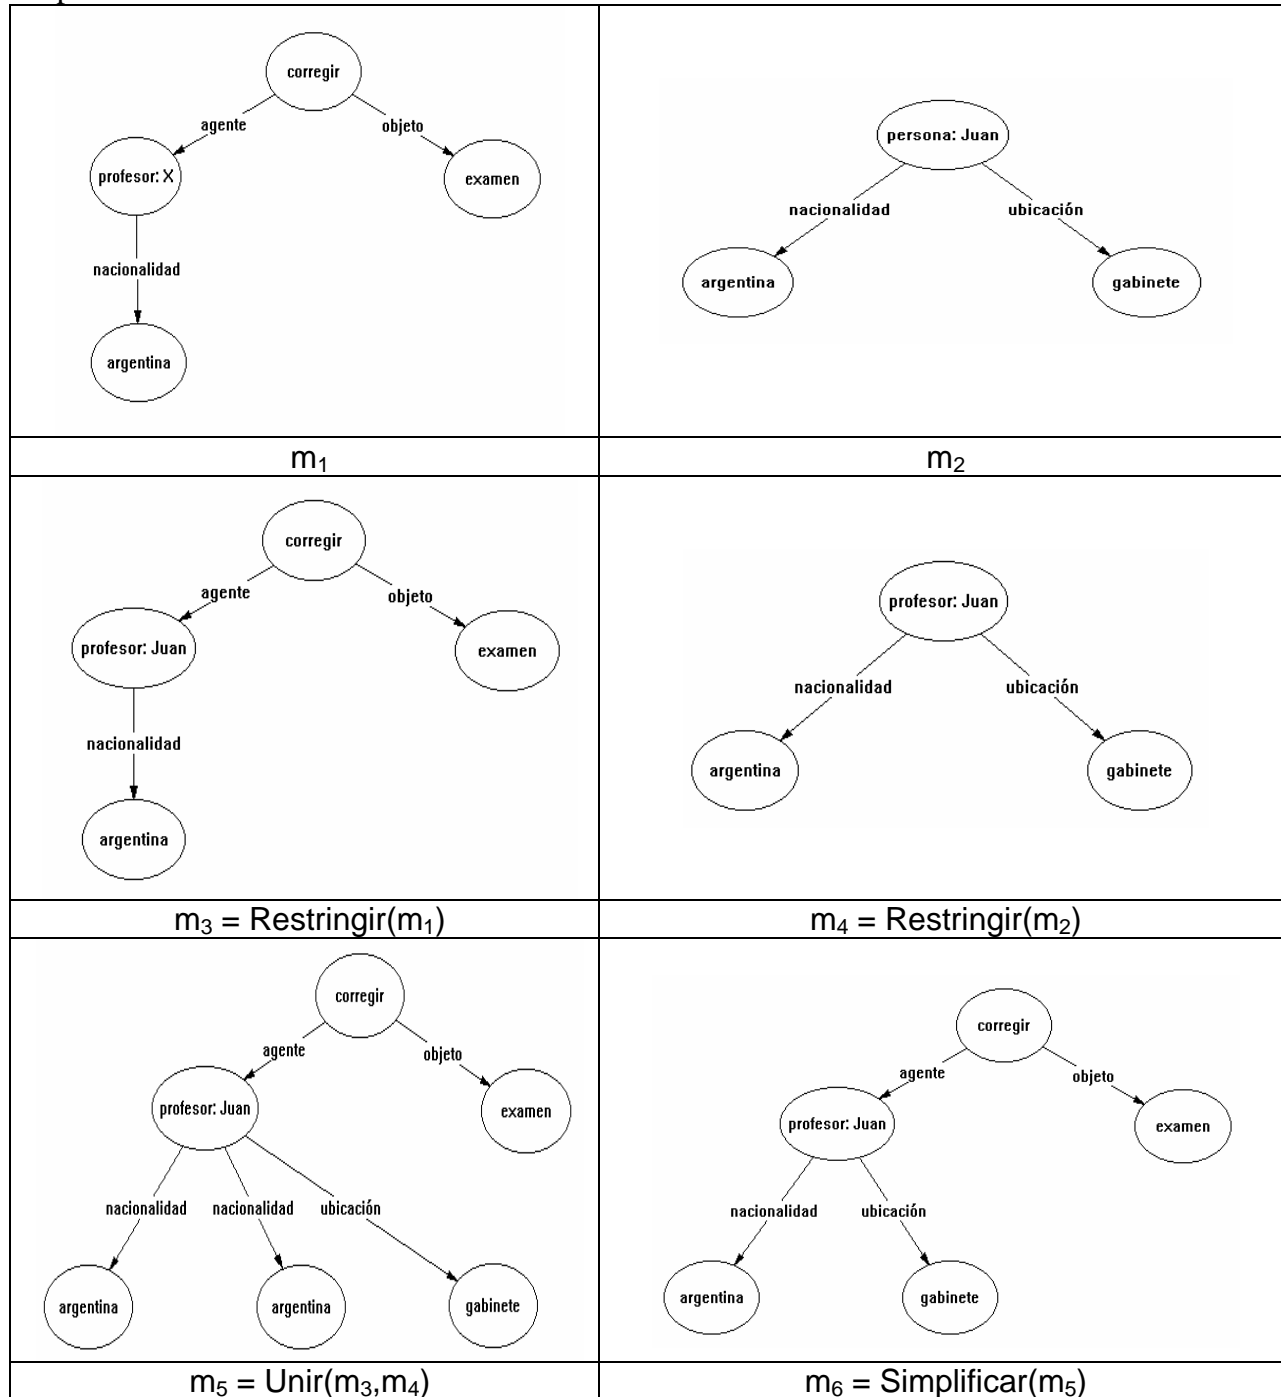 corregir
agente
objeto
profesor: X
examen
nacionalidad
argentina
persona: Juan
nacionalidad
ubicación
argentina
gabinete
m₁
m₂
corregir
agente
objeto
profesor: Juan
examen
nacionalidad
argentina
profesor: Juan
nacionalidad
ubicación
argentina
gabinete
m₃ = Restringir(m₁)
m₄ = Restringir(m₂)
corregir
agente
objeto
profesor: Juan
examen
nacionalidad
nacionalidad
ubicación
argentina
argentina
gabinete
corregir
agente
objeto
profesor: Juan
examen
nacionalidad
ubicación
argentina
gabinete
m₅ = Unir(m₃,m₄)
m₆ = Simplificar(m₅)